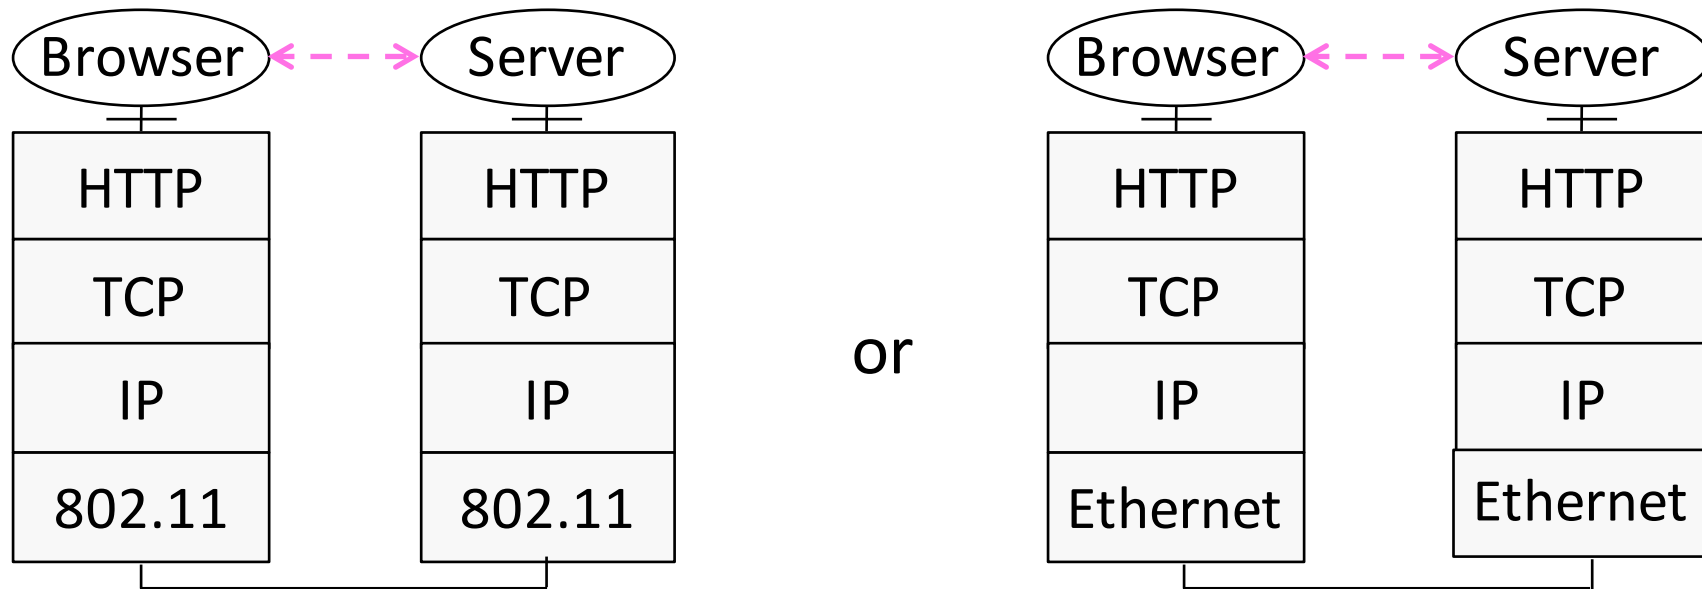 Browser Server
HTTP HTTP
TCP TCP
IP IP
802.11 802.11
or
Browser Server
HTTP HTTP
TCP TCP
IP IP
Ethernet Ethernet